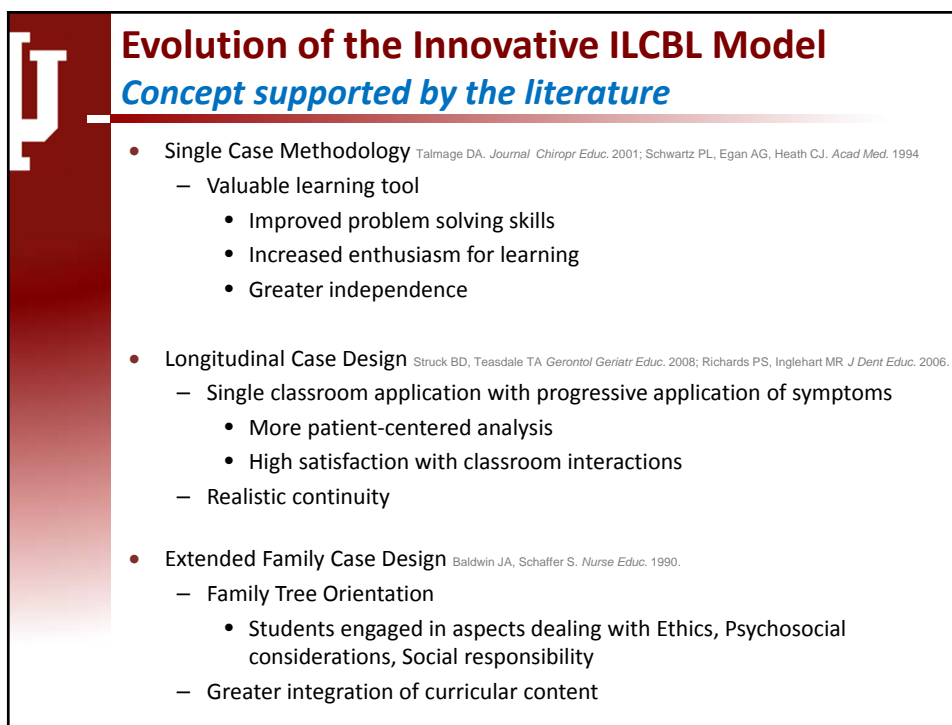 Evolution of the Innovative ILCBL Model
Concept supported by the literature
• Single Case Methodology Talmage DA. Journal Chiropr Educ. 2001; Schwartz PL, Egan AG, Heath CJ. Acad Med. 1994
– Valuable learning tool
• Improved problem solving skills
• Increased enthusiasm for learning
• Greater independence
• Longitudinal Case Design Struck BD, Teasdale TA Gerontol Geriatr Educ. 2008; Richards PS, Inglehart MR J Dent Educ. 2006.
– Single classroom application with progressive application of symptoms
• More patient-centered analysis
• High satisfaction with classroom interactions
– Realistic continuity
• Extended Family Case Design Baldwin JA, Schaffer S. Nurse Educ. 1990.
– Family Tree Orientation
• Students engaged in aspects dealing with Ethics, Psychosocial
considerations, Social responsibility
– Greater integration of curricular content